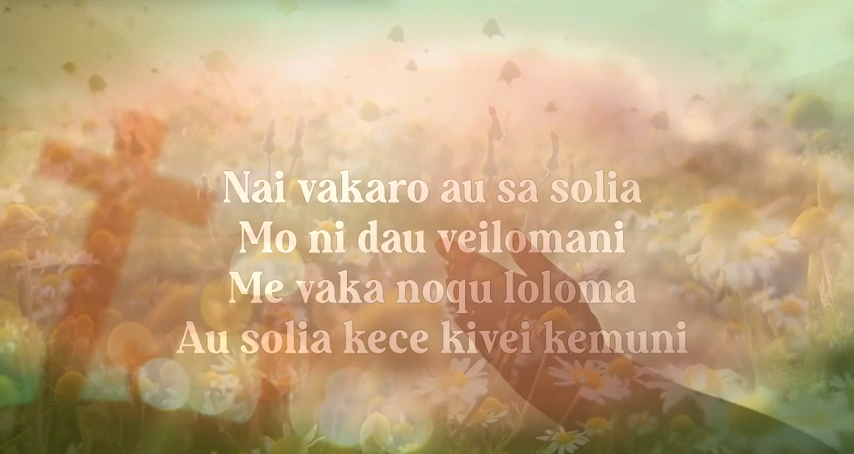 Nai vakaro au sa solia
Mo ni dau veilomani
Me vaka noqu loloma
Au solia kece kivei kemuni